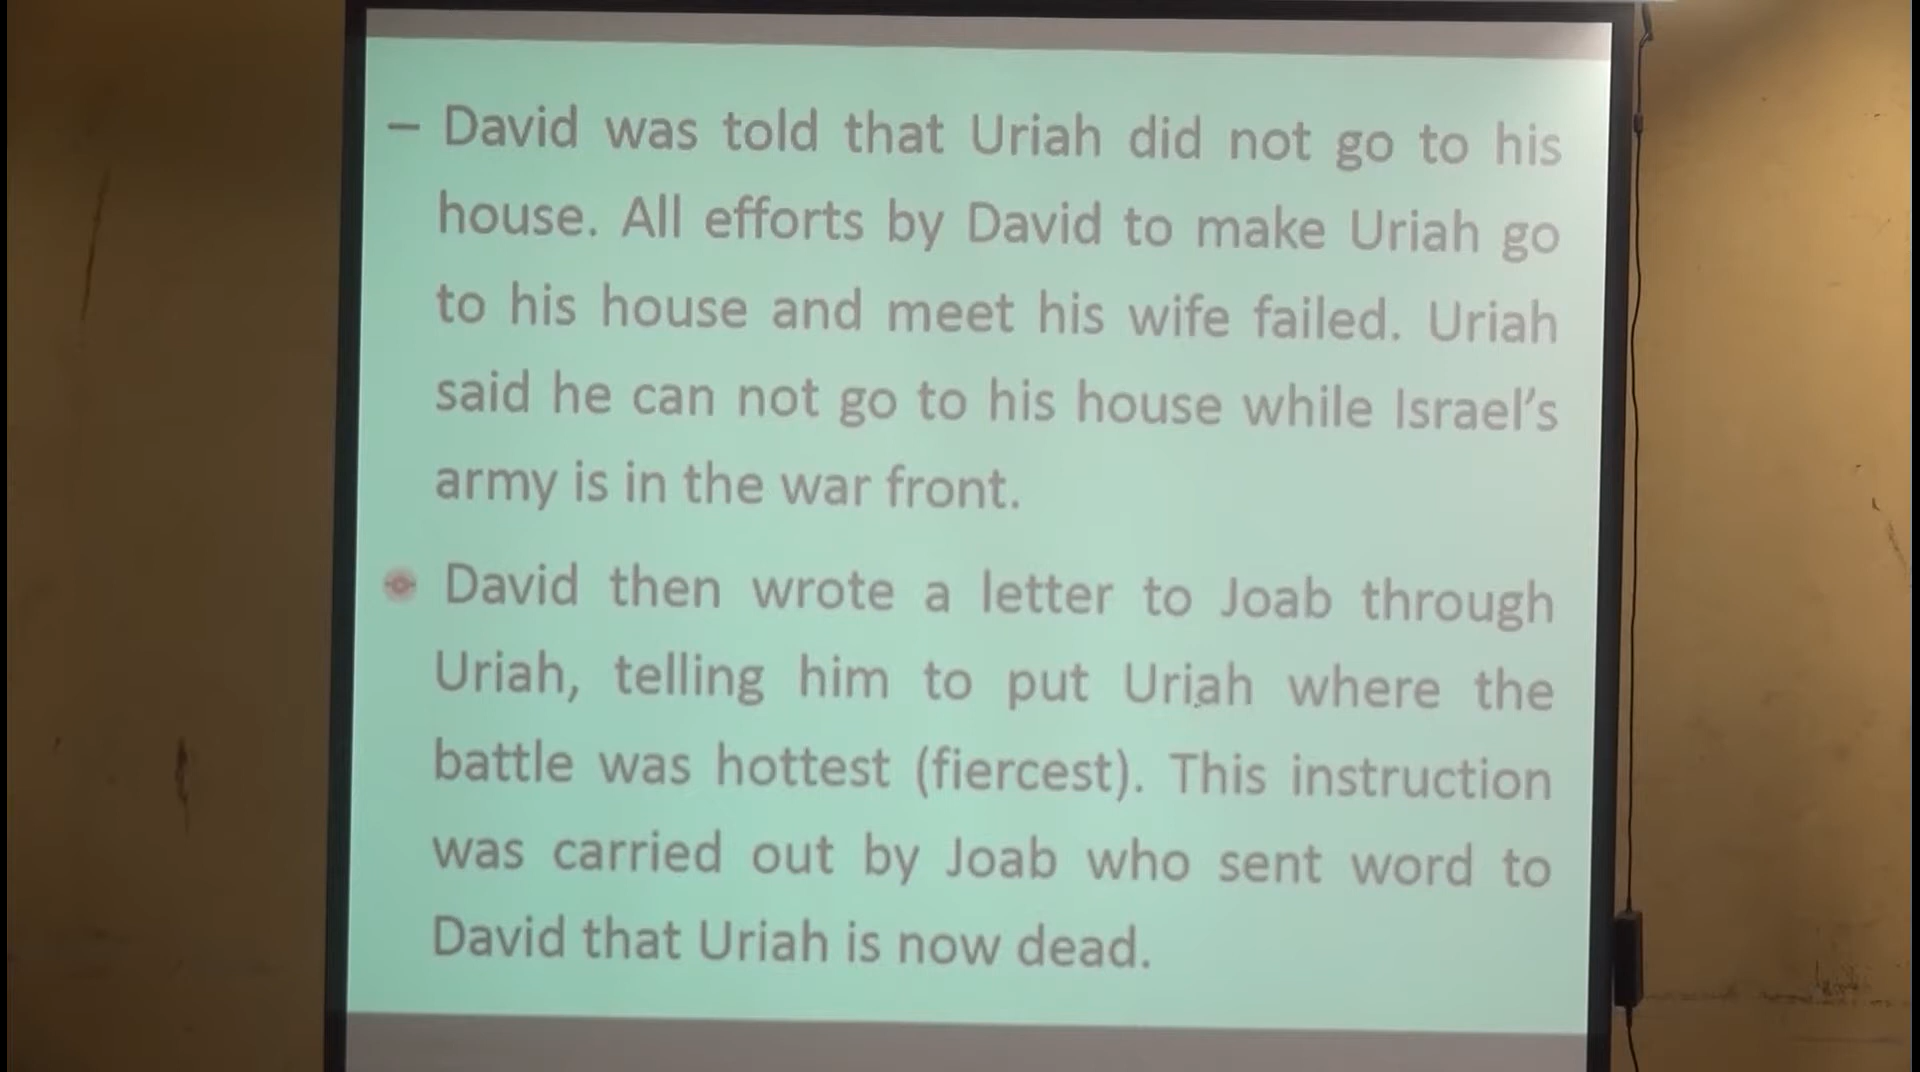 – David was told that Uriah did not go to his
house. All efforts by David to make Uriah go
to his house and meet his wife failed. Uriah
said he can not go to his house while Israel's
army is in the war front.
David then wrote a letter to Joab through
Uriah, telling him to put Uriah where the
battle was hottest (fiercest). This instruction
was carried out by Joab who sent word to
David that Uriah is now dead.